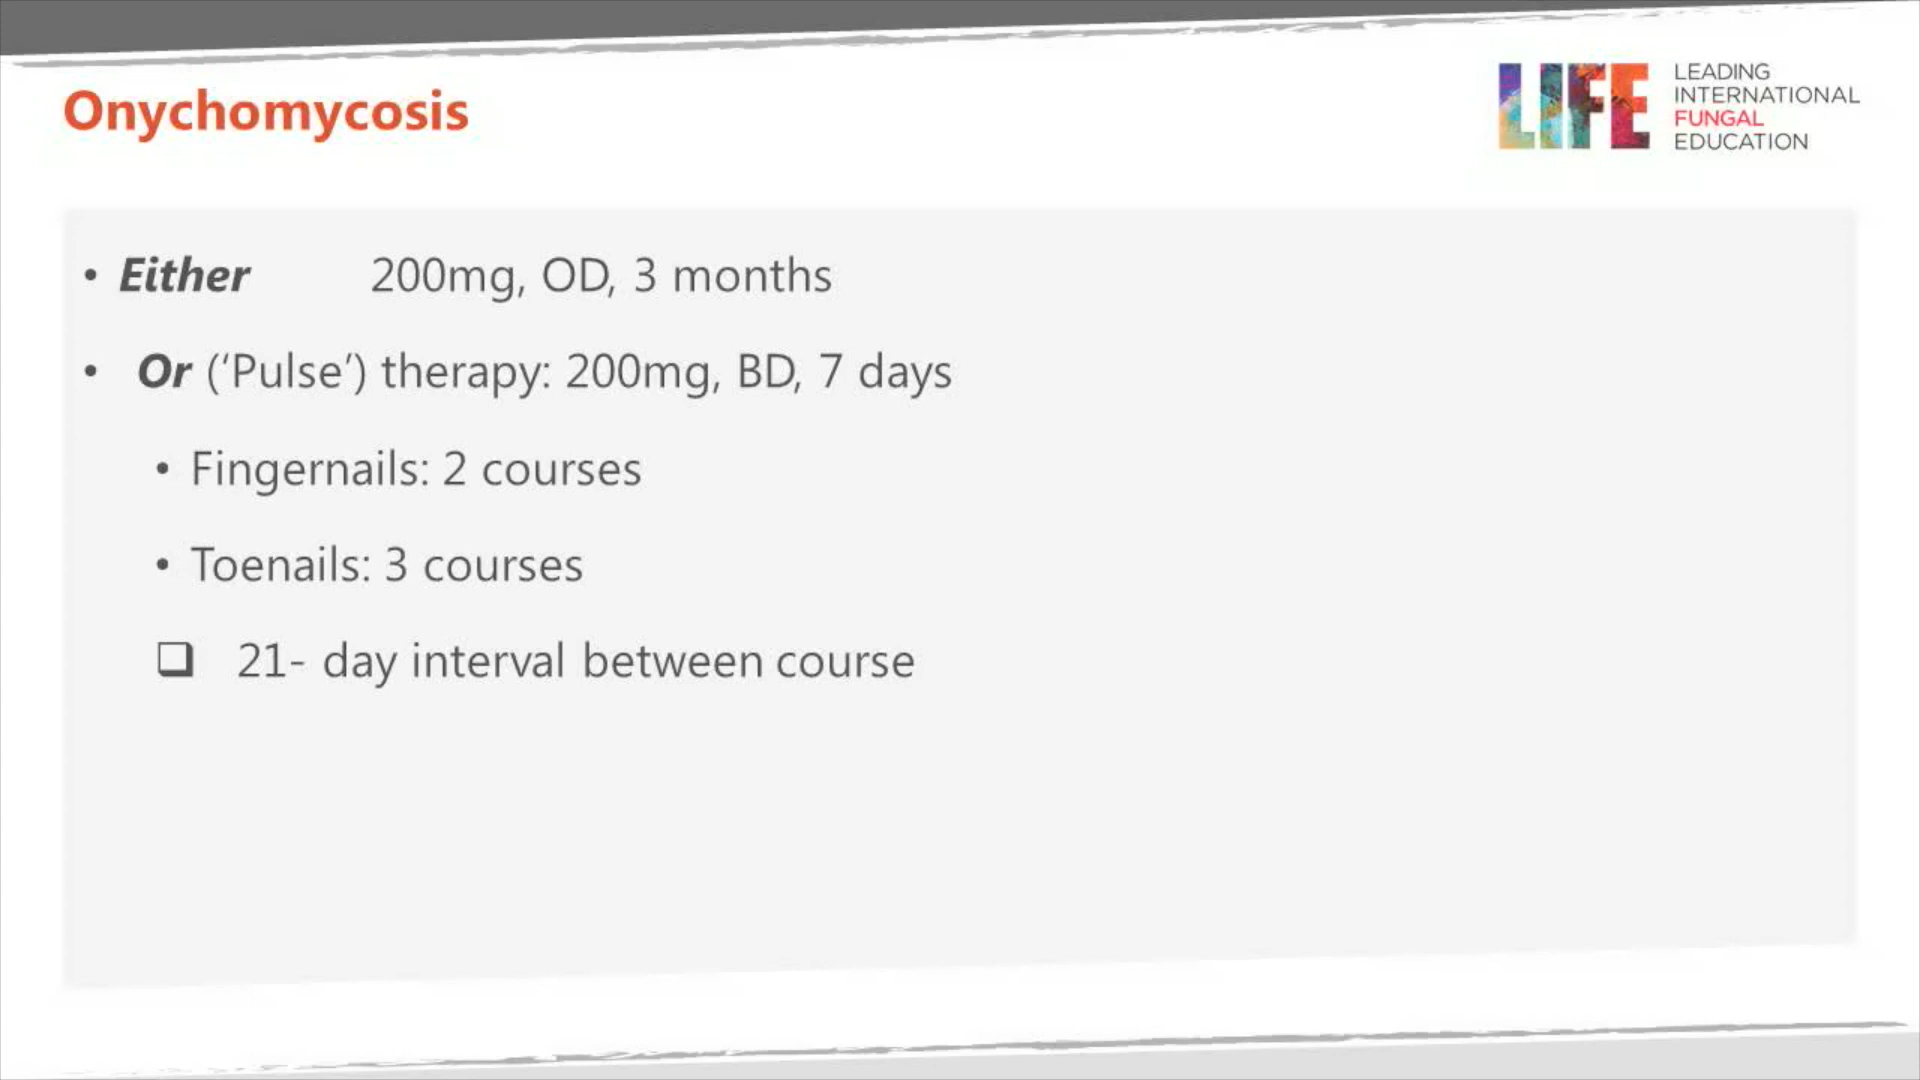 Onychomycosis
LIFE
LEADING
INTERNATIONAL
FUNGAL
EDUCATION
• Either 200mg, OD, 3 months
• Or (‘Pulse’) therapy: 200mg, BD, 7 days
• Fingernails: 2 courses
• Toenails: 3 courses
❑ 21- day interval between course